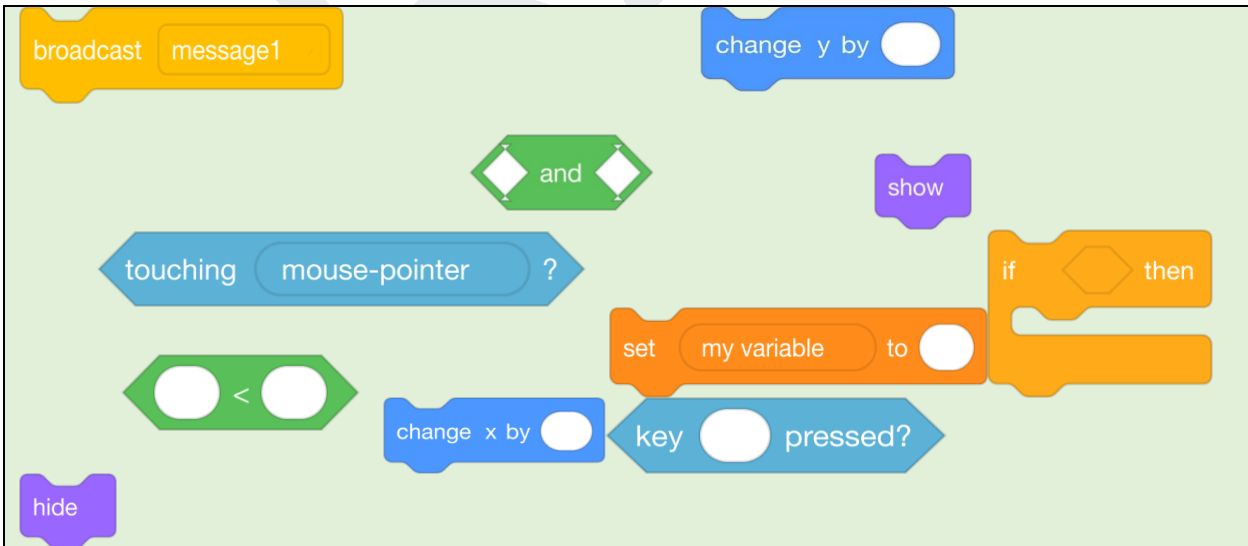 broadcast message1
change y by
and
show
touching mouse-pointer ?
if then
set my variable to
<
change x by
key pressed?
hide